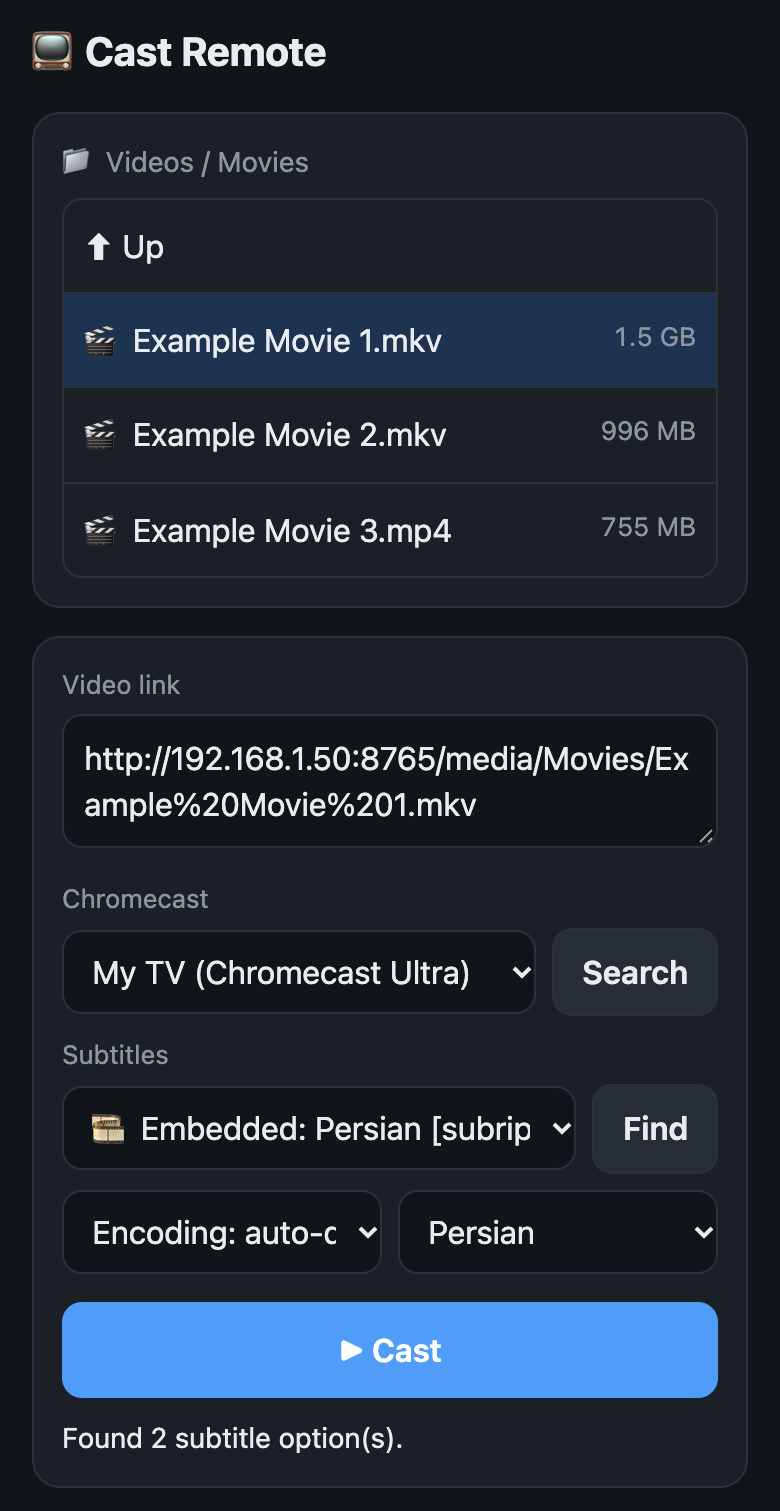 Cast Remote
Videos / Movies
Up
Example Movie 1.mkv 1.5 GB
Example Movie 2.mkv 996 MB
Example Movie 3.mp4 755 MB
Video link
http://192.168.1.50:8765/media/Movies/Ex
ample%20Movie%201.mkv
Chromecast
My TV (Chromecast Ultra) Search
Subtitles
Embedded: Persian [subrip Find
Encoding: auto-d Persian
Cast
Found 2 subtitle option(s).